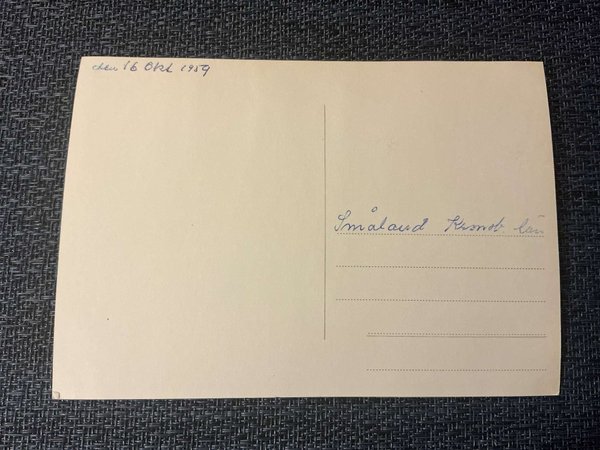 den 16 Okt 1959
Småland Kronob län